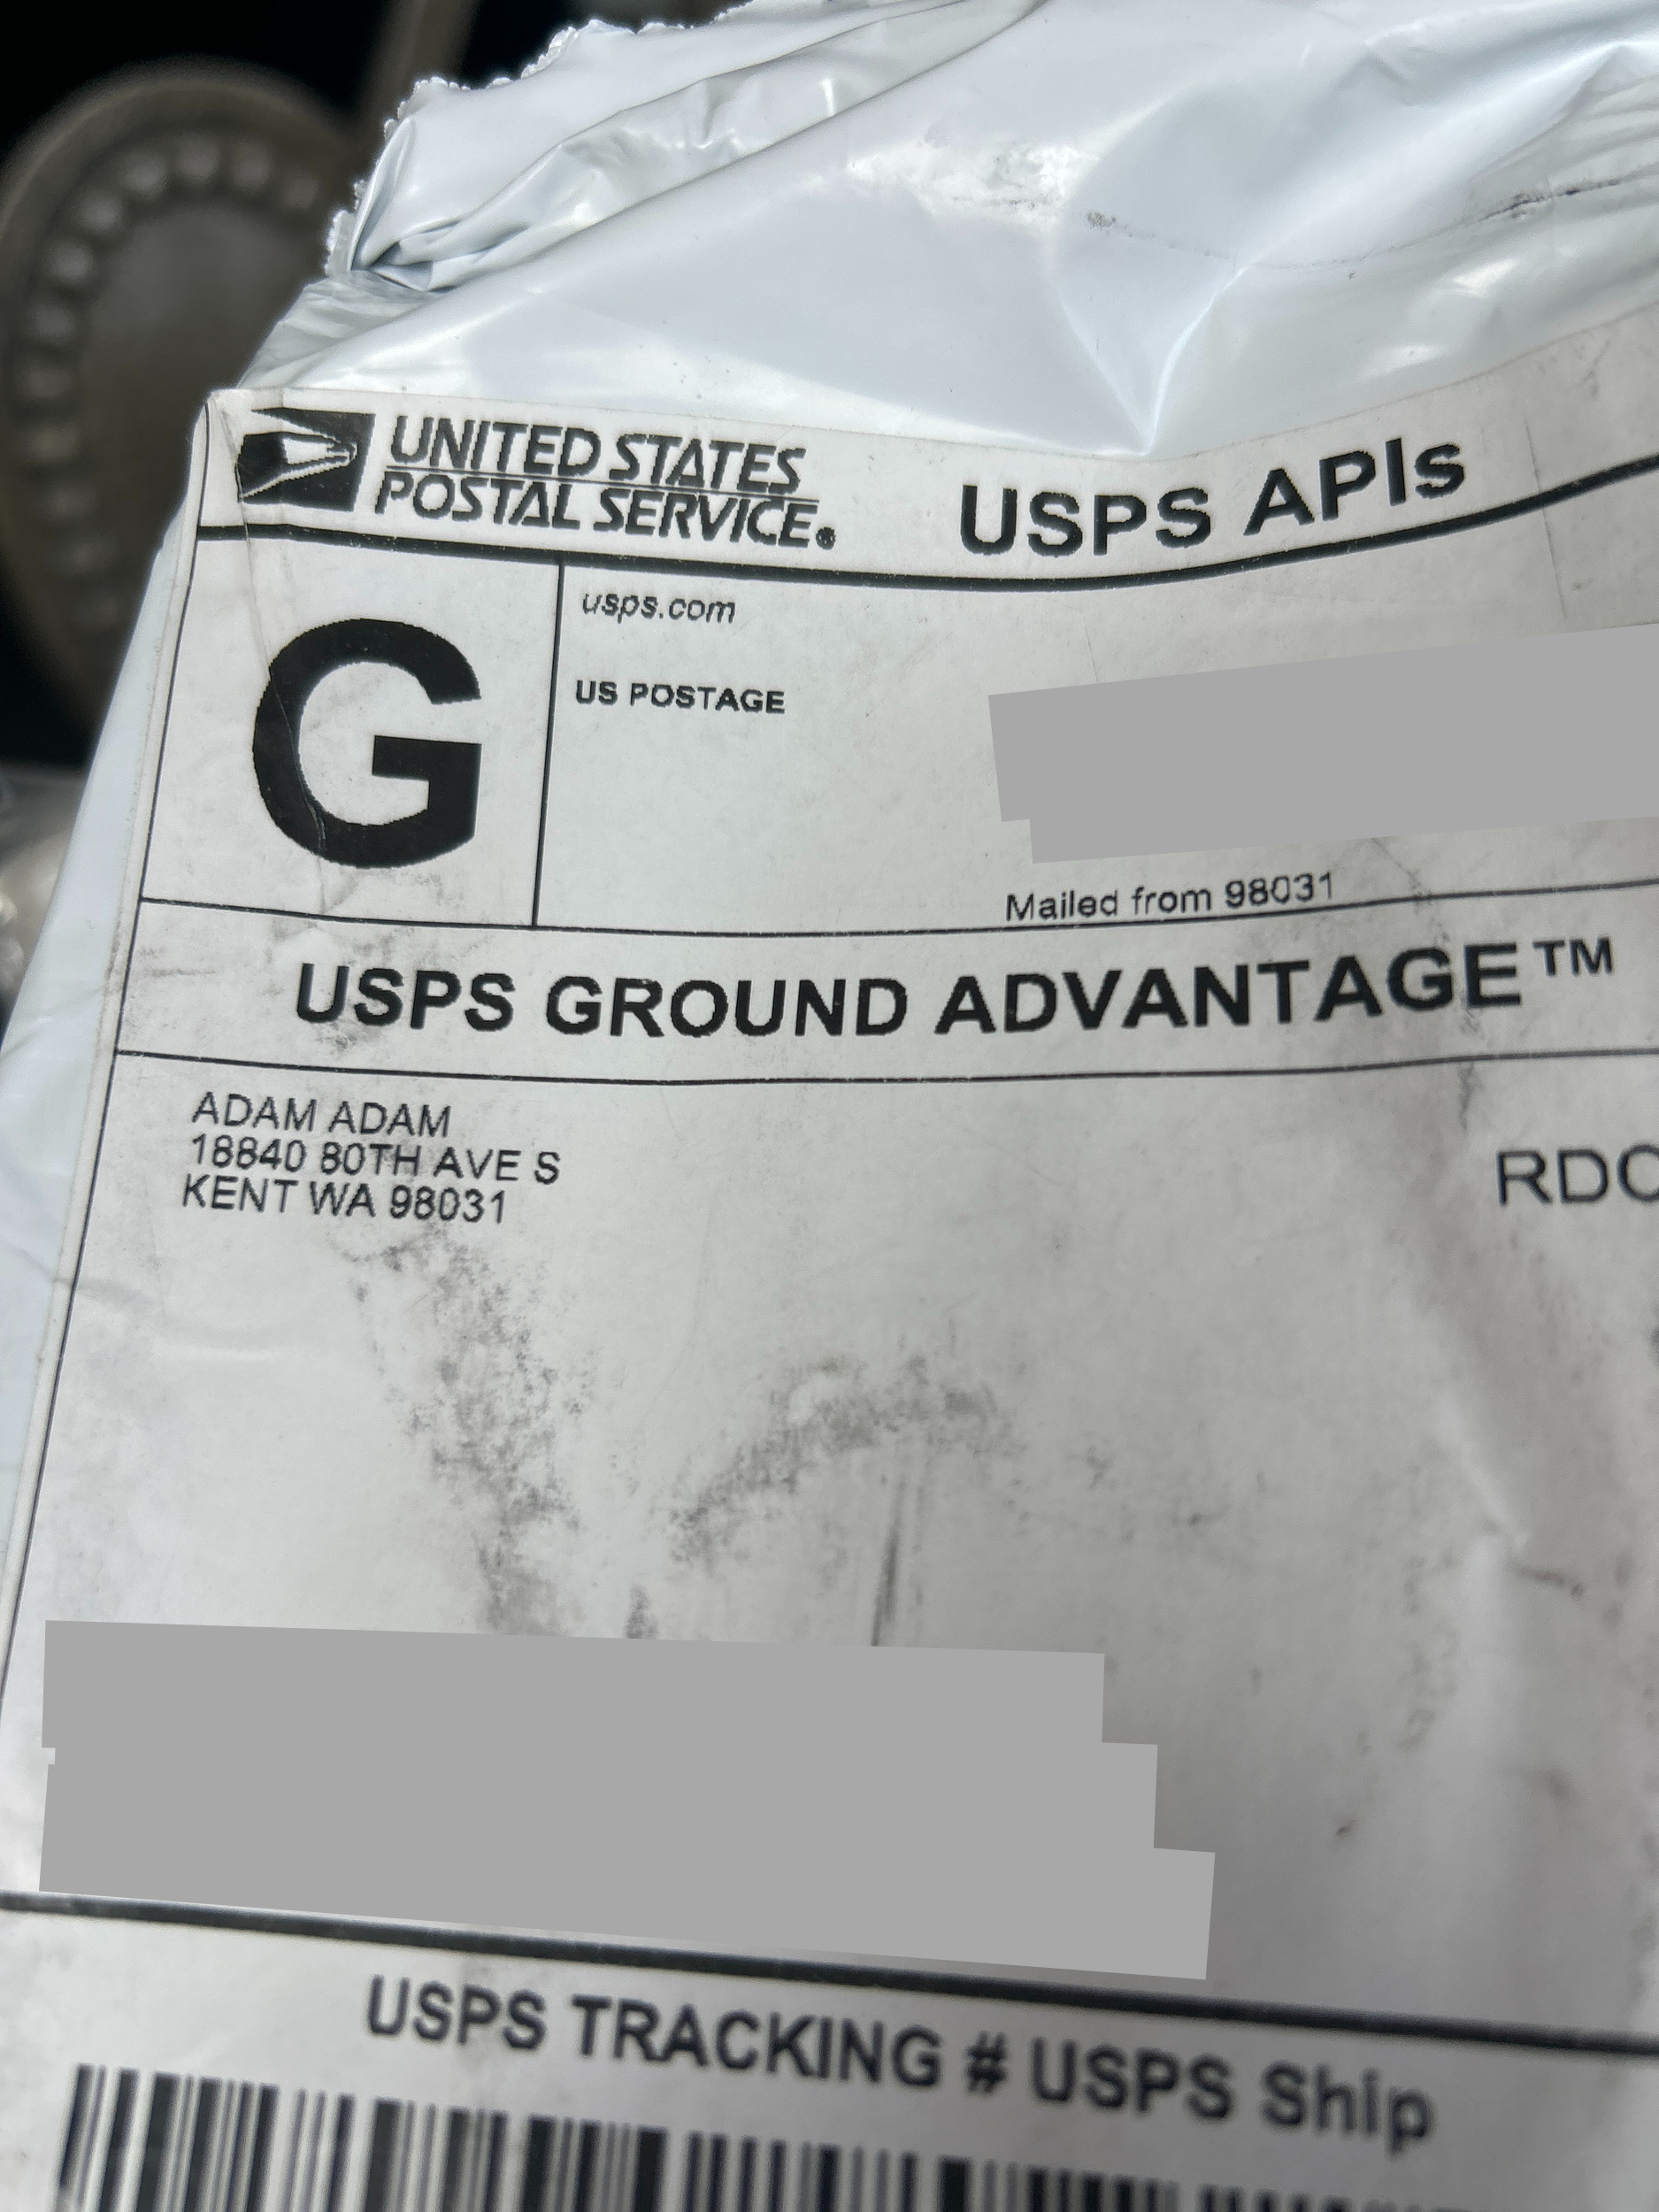 UNITED STATES
POSTAL SERVICE®
USPS APIs
G
usps.com
US POSTAGE
Mailed from 98031
USPS GROUND ADVANTAGE™
ADAM ADAM
18840 80TH AVE S
KENT WA 98031
RDC
USPS TRACKING # USPS Ship